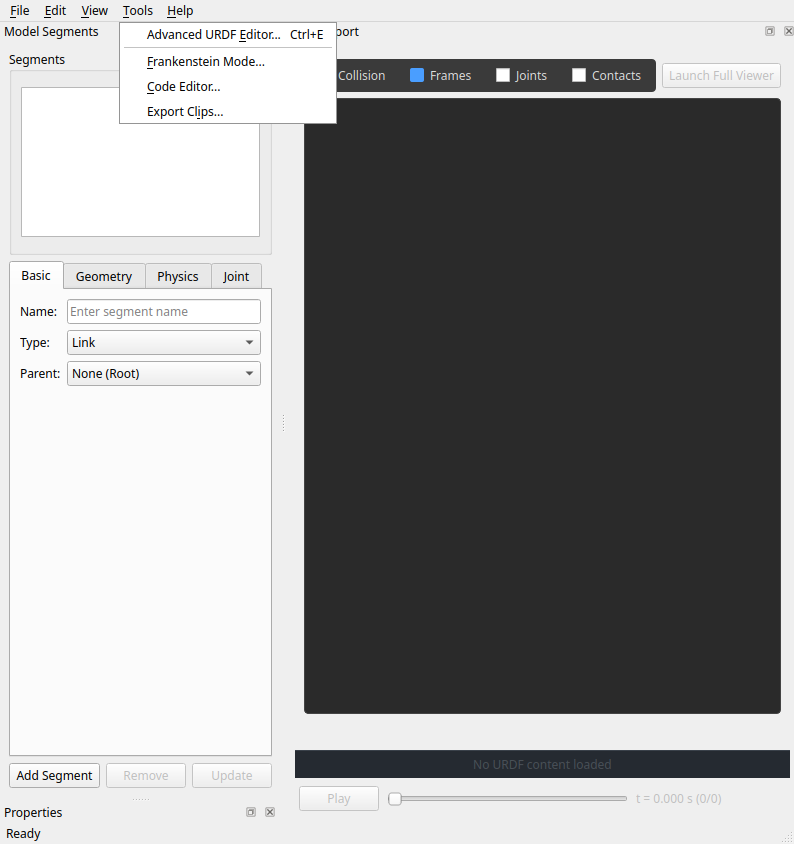 File Edit View Tools Help
Model Segments
Advanced URDF Editor... Ctrl+E
port
Segments
Frankenstein Mode...
Code Editor...
Export Clips...
Collision Frames Joints Contacts Launch Full Viewer
Basic Geometry Physics Joint
Name: Enter segment name
Type: Link
Parent: None (Root)
Add Segment Remove Update
No URDF content loaded
Play t = 0.000 s (0/0)
Properties
Ready